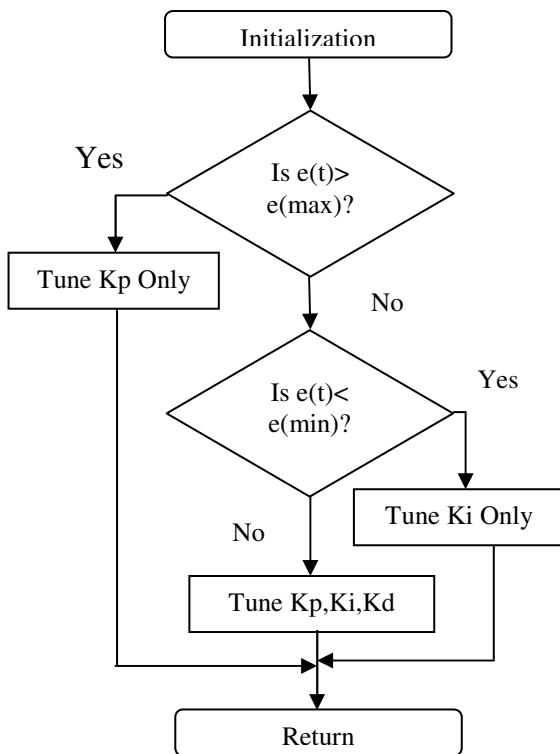 Initialization
Yes
Is e(t)>
e(max)?
Tune Kp Only
No
Is e(t)<
e(min)?
Yes
Tune Ki Only
No
Tune Kp,Ki,Kd
Return